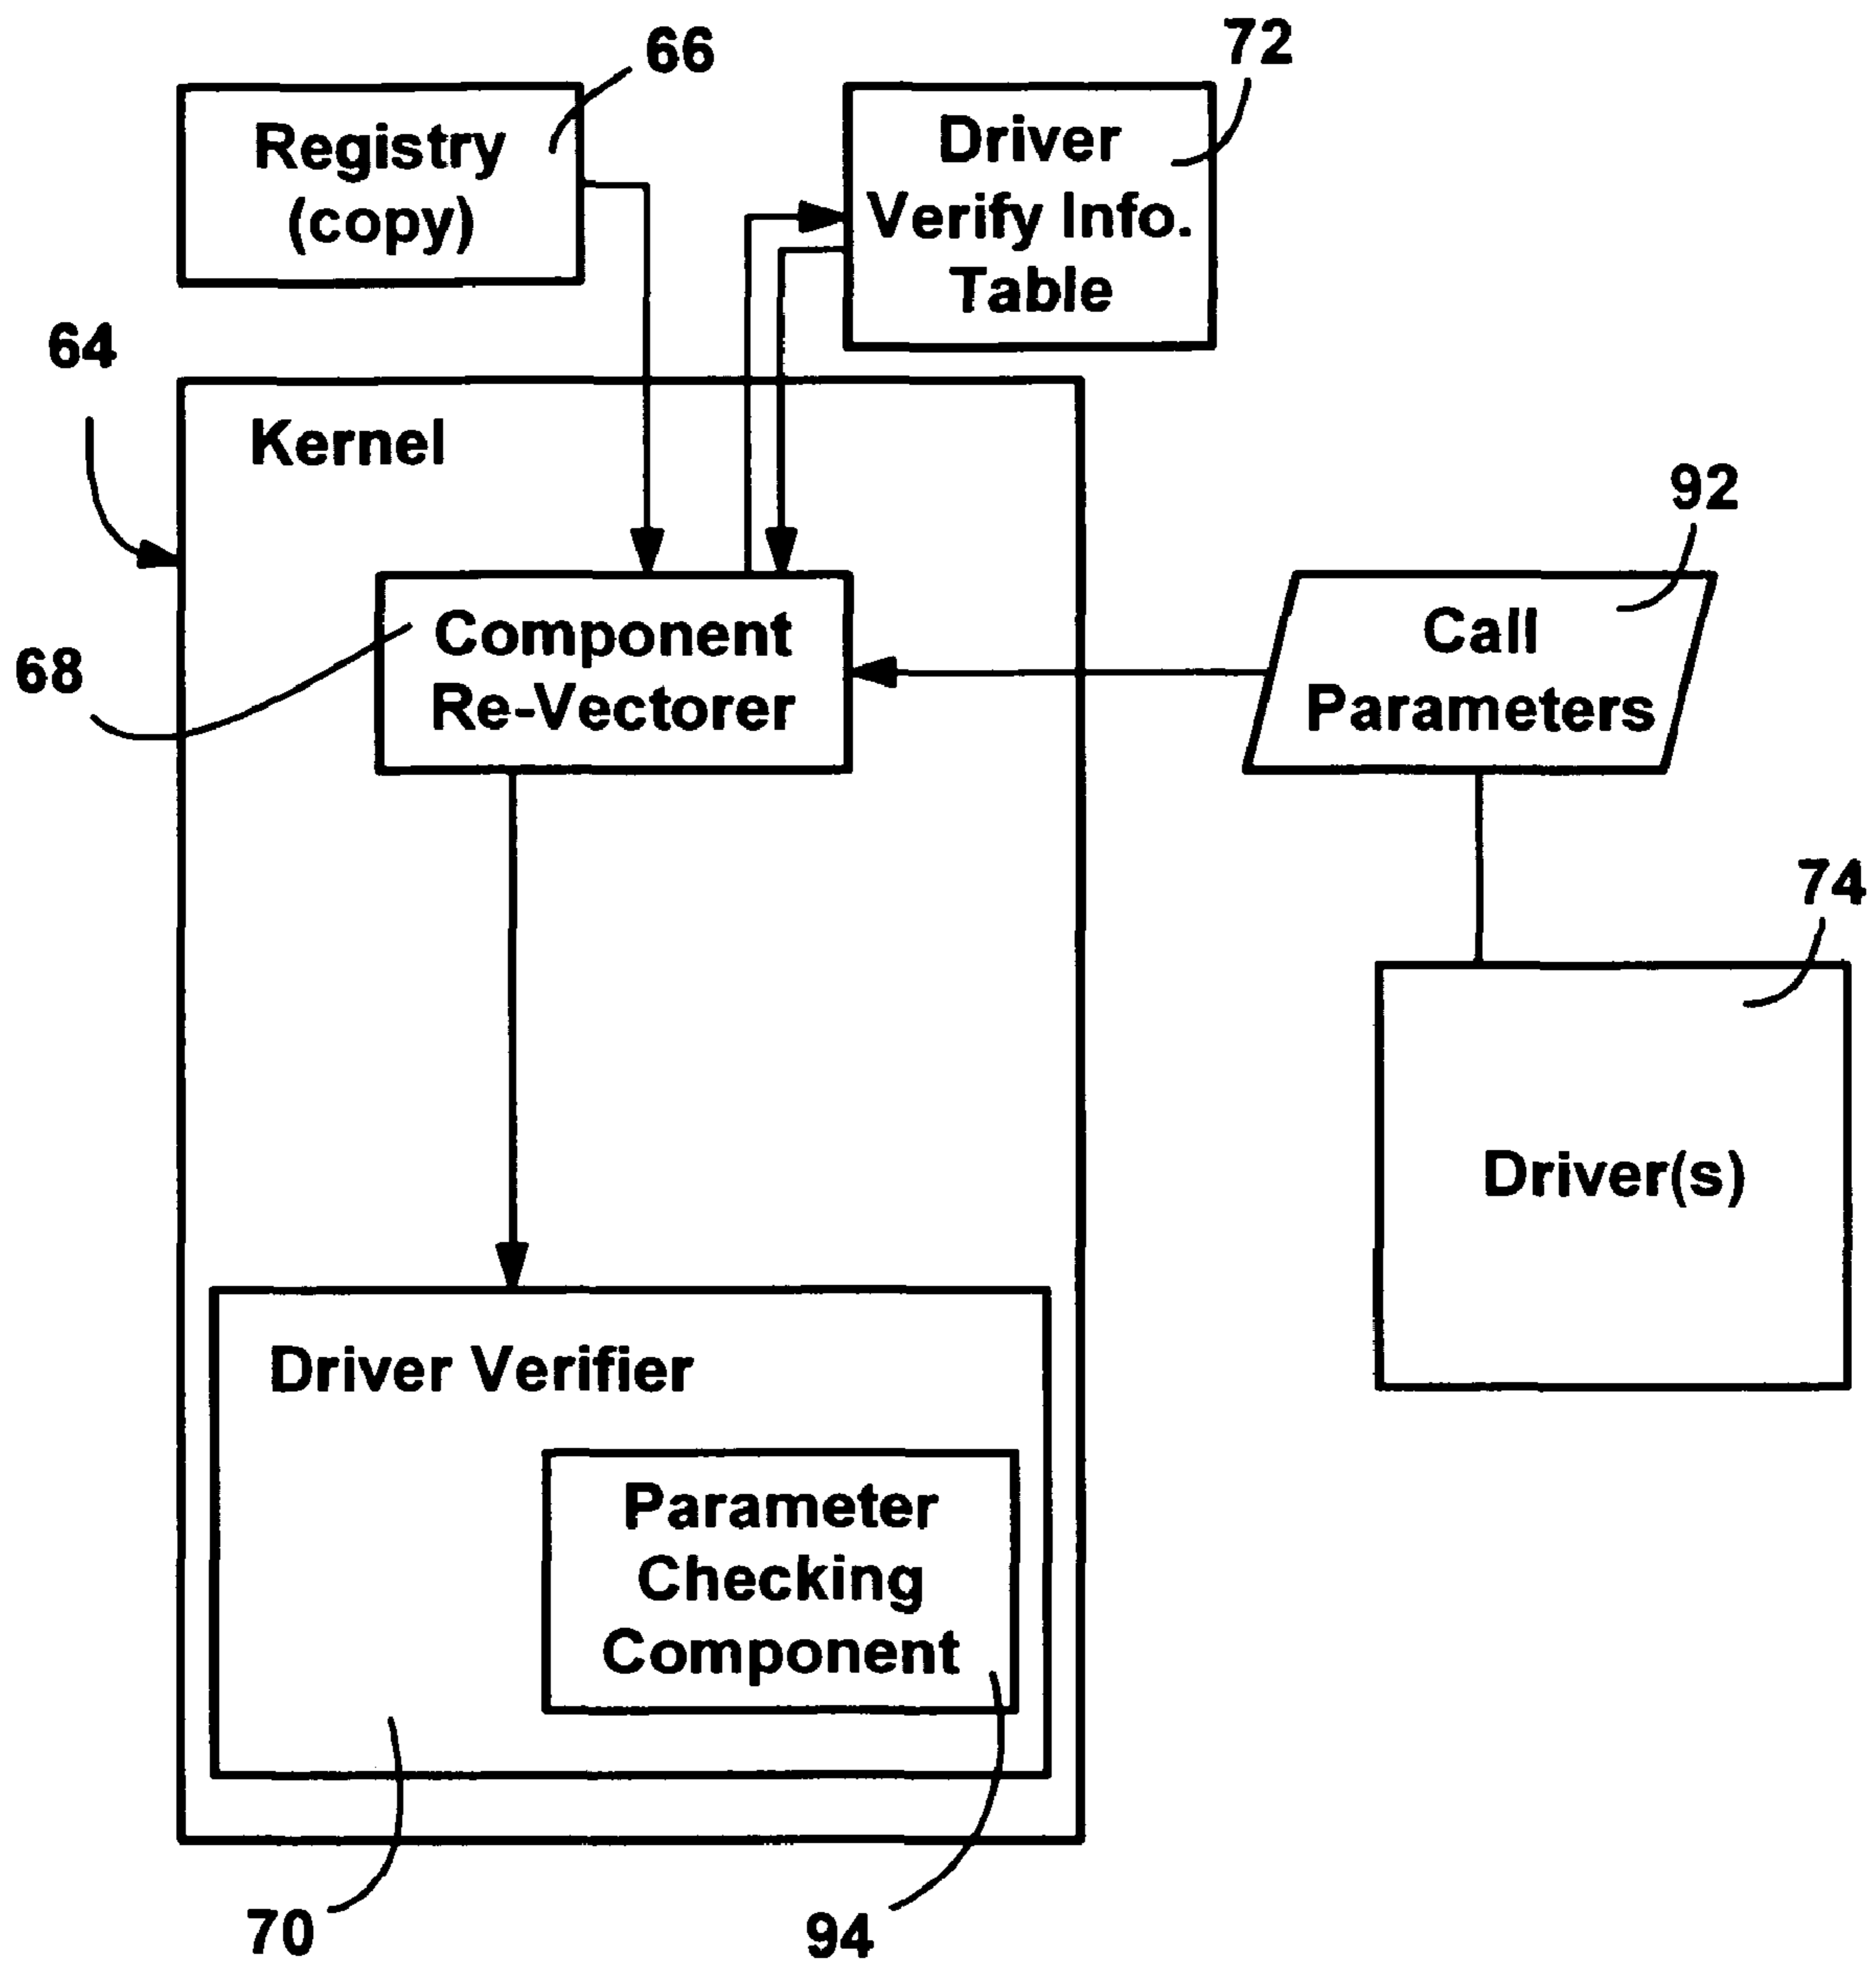 66
72
Registry
(copy)
Driver
Verify Info.
Table
64
Kernel
92
Component
Re-Vectorer
68
Call
Parameters
74
Driver(s)
Driver Verifier
Parameter
Checking
Component
70
94